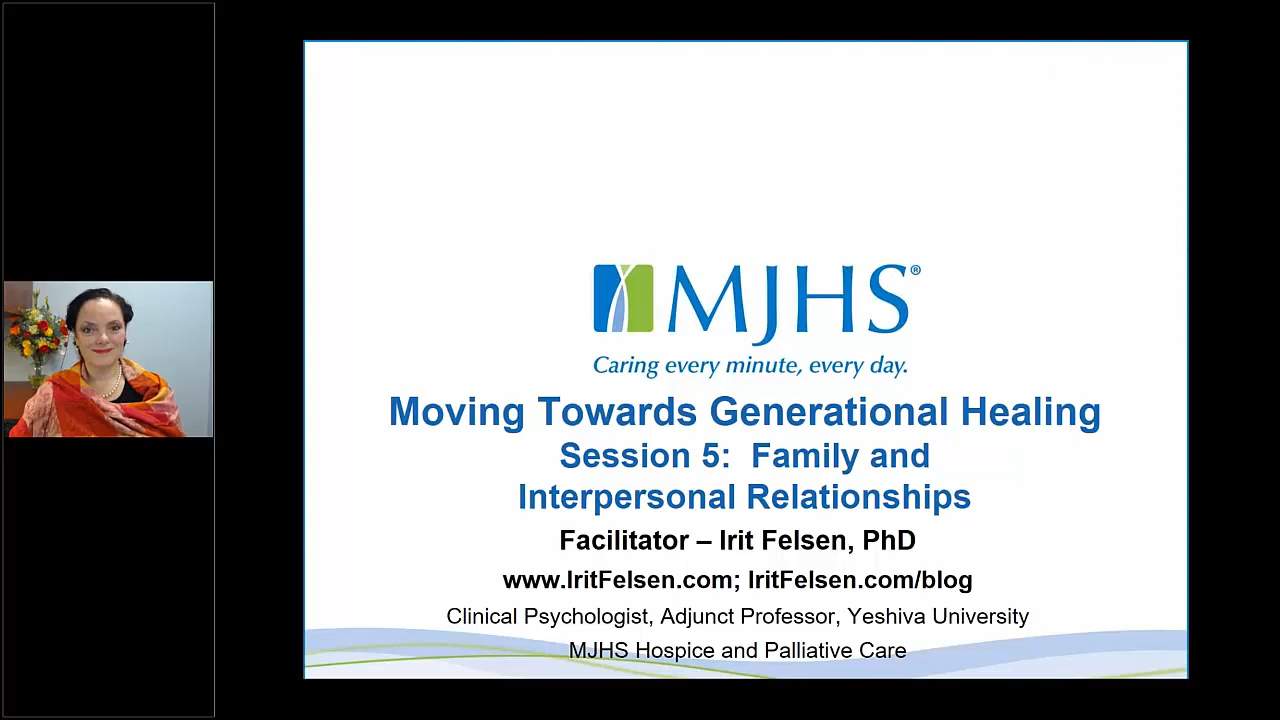 MJHS®
Caring every minute, every day.
Moving Towards Generational Healing
Session 5: Family and
Interpersonal Relationships
Facilitator – Irit Felsen, PhD
www.IritFelsen.com; IritFelsen.com/blog
Clinical Psychologist, Adjunct Professor, Yeshiva University
MJHS Hospice and Palliative Care